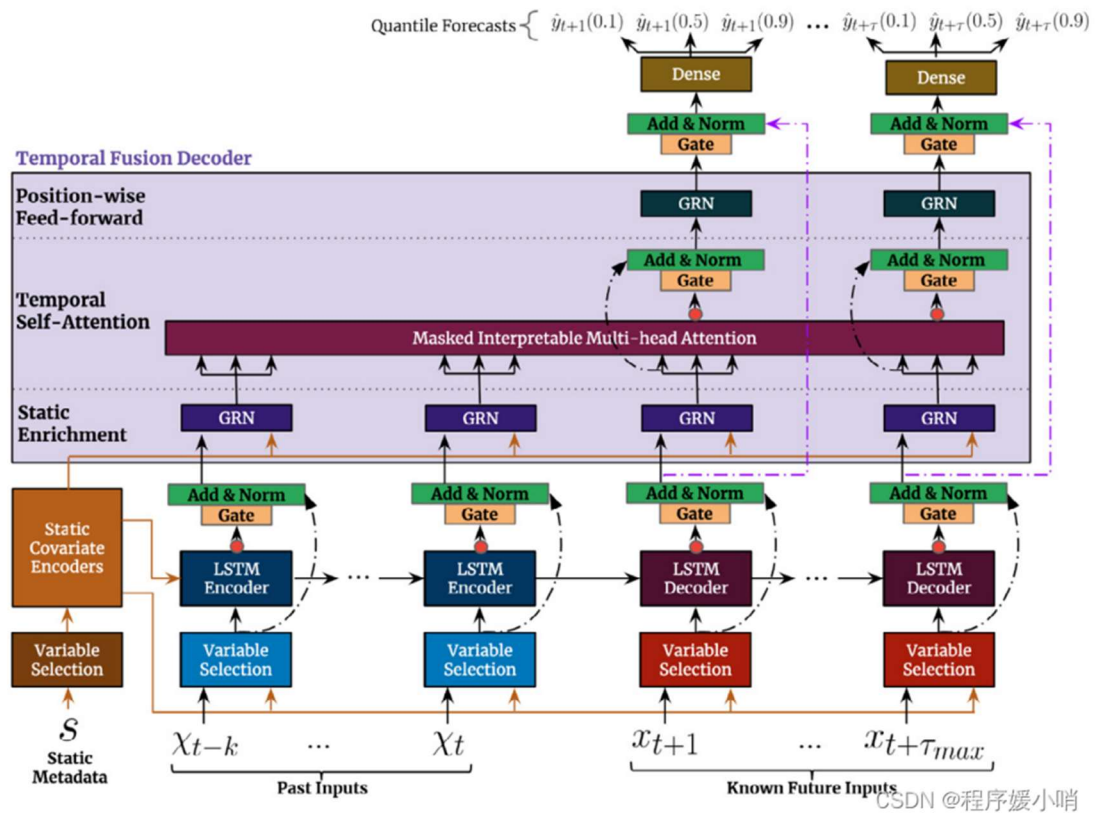 Quantile Forecasts { ŷt+1(0.1) ŷt+1(0.5) ŷt+1(0.9) ... ŷt+τ(0.1) ŷt+τ(0.5) ŷt+τ(0.9)
Dense Dense
Add & Norm Add & Norm
Gate Gate
Temporal Fusion Decoder
Position-wise
Feed-forward
GRN GRN
Add & Norm Add & Norm
Gate Gate
Temporal
Self-Attention
Masked Interpretable Multi-head Attention
Static
Enrichment
GRN GRN GRN GRN
Add & Norm Add & Norm Add & Norm Add & Norm
Gate Gate Gate Gate
Static
Covariate
Encoders
LSTM
Encoder
...
LSTM
Encoder
LSTM
Decoder
...
LSTM
Decoder
Variable
Selection
Variable
Selection
Variable
Selection
Variable
Selection
Variable
Selection
s
Static
Metadata
χt−k ... χt xt+1 ... xt+τmax
Past Inputs Known Future Inputs
CSDN @程序媛小哨